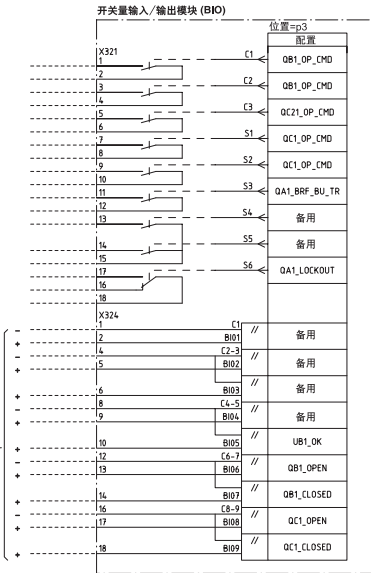 开关量输入/输出模块 (BIO)
位置=p3
配置
X321
1 C1 QB1_OP_CMD
2
3 C2 QB1_OP_CMD
4
5 C3 QC21_OP_CMD
6
7 S1 QC1_OP_CMD
8
9 S2 QC1_OP_CMD
10
11 S3 QA1_BRF_BU_TR
12
13 S4 备用
14 S5 备用
15
17 S6 QA1_LOCKOUT
16
18
X324
- 1 C1 // 备用
+ 2 BI01
- 4 C2-3 // 备用
+ 5 BI02
+ 6 BI03 // 备用
- 8 C4-5 // 备用
+ 9 BI04
+ 10 BI05 // UB1_OK
- 12 C6-7 // QB1_OPEN
+ 13 BI06
+ 14 BI07 // QB1_CLOSED
- 16 C8-9 // QC1_OPEN
+ 17 BI08
+ 18 BI09 // QC1_CLOSED